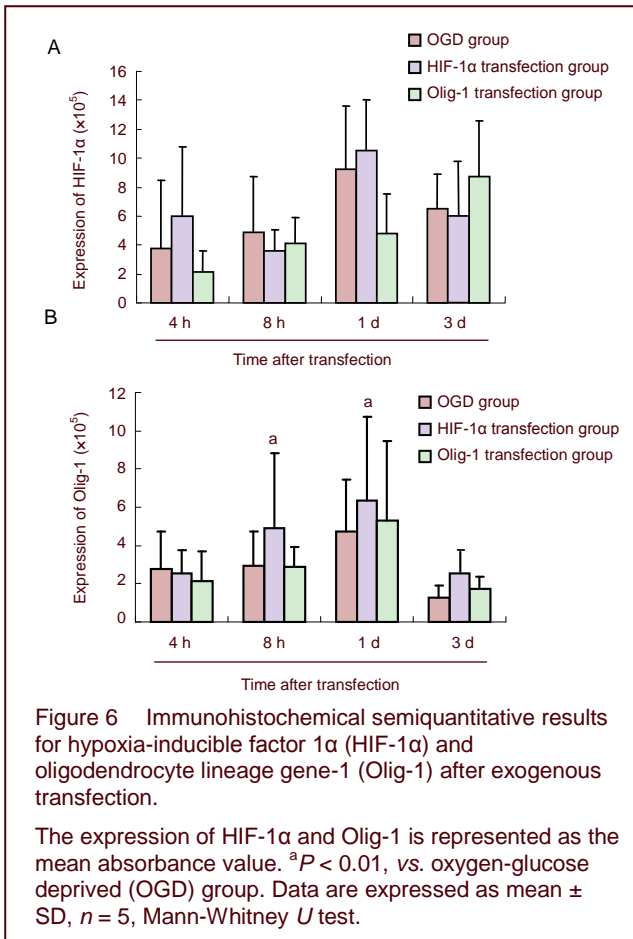 A
OGD group
HIF-1α transfection group
Olig-1 transfection group
Expression of HIF-1α (×10⁵)
16
14
12
10
8
6
4
2
0
4 h 8 h 1 d 3 d
Time after transfection
B
OGD group
HIF-1α transfection group
Olig-1 transfection group
Expression of Olig-1 (×10⁵)
12
10
8
6
4
2
0
a a
4 h 8 h 1 d 3 d
Time after transfection
Figure 6 Immunohistochemical semiquantitative results
for hypoxia-inducible factor 1α (HIF-1α) and
oligodendrocyte lineage gene-1 (Olig-1) after exogenous
transfection.
The expression of HIF-1α and Olig-1 is represented as the
mean absorbance value. ᵃP < 0.01, vs. oxygen-glucose
deprived (OGD) group. Data are expressed as mean ±
SD, n = 5, Mann-Whitney U test.